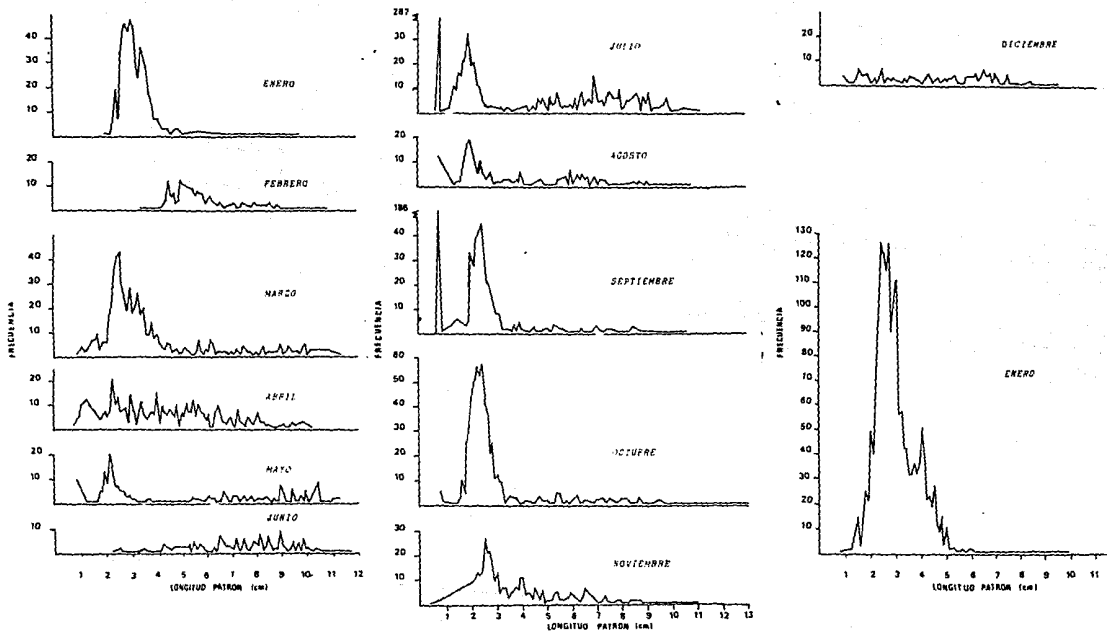 ENERO
40
30
20
10
FEBRERO
20
10
MARZO
40
30
20
10
FRECUENCIA
ABRIL
20
10
MAYO
20
10
JUNIO
10
1 2 3 4 5 6 7 8 9 10 11 12
LONGITUD PATRON (cm)
JULIO
287
30
20
10
AGOSTO
20
10
SEPTIEMBRE
186
40
30
20
10
FRECUENCIA
OCTUBRE
60
50
40
30
20
10
NOVIEMBRE
30
20
10
1 2 3 4 5 6 7 8 9 10 11 12 13
LONGITUD PATRON (cm)
DICIEMBRE
20
10
ENERO
130
120
110
100
90
80
70
60
50
40
30
20
10
FRECUENCIA
1 2 3 4 5 6 7 8 9 10 11
LONGITUD PATRON (cm)